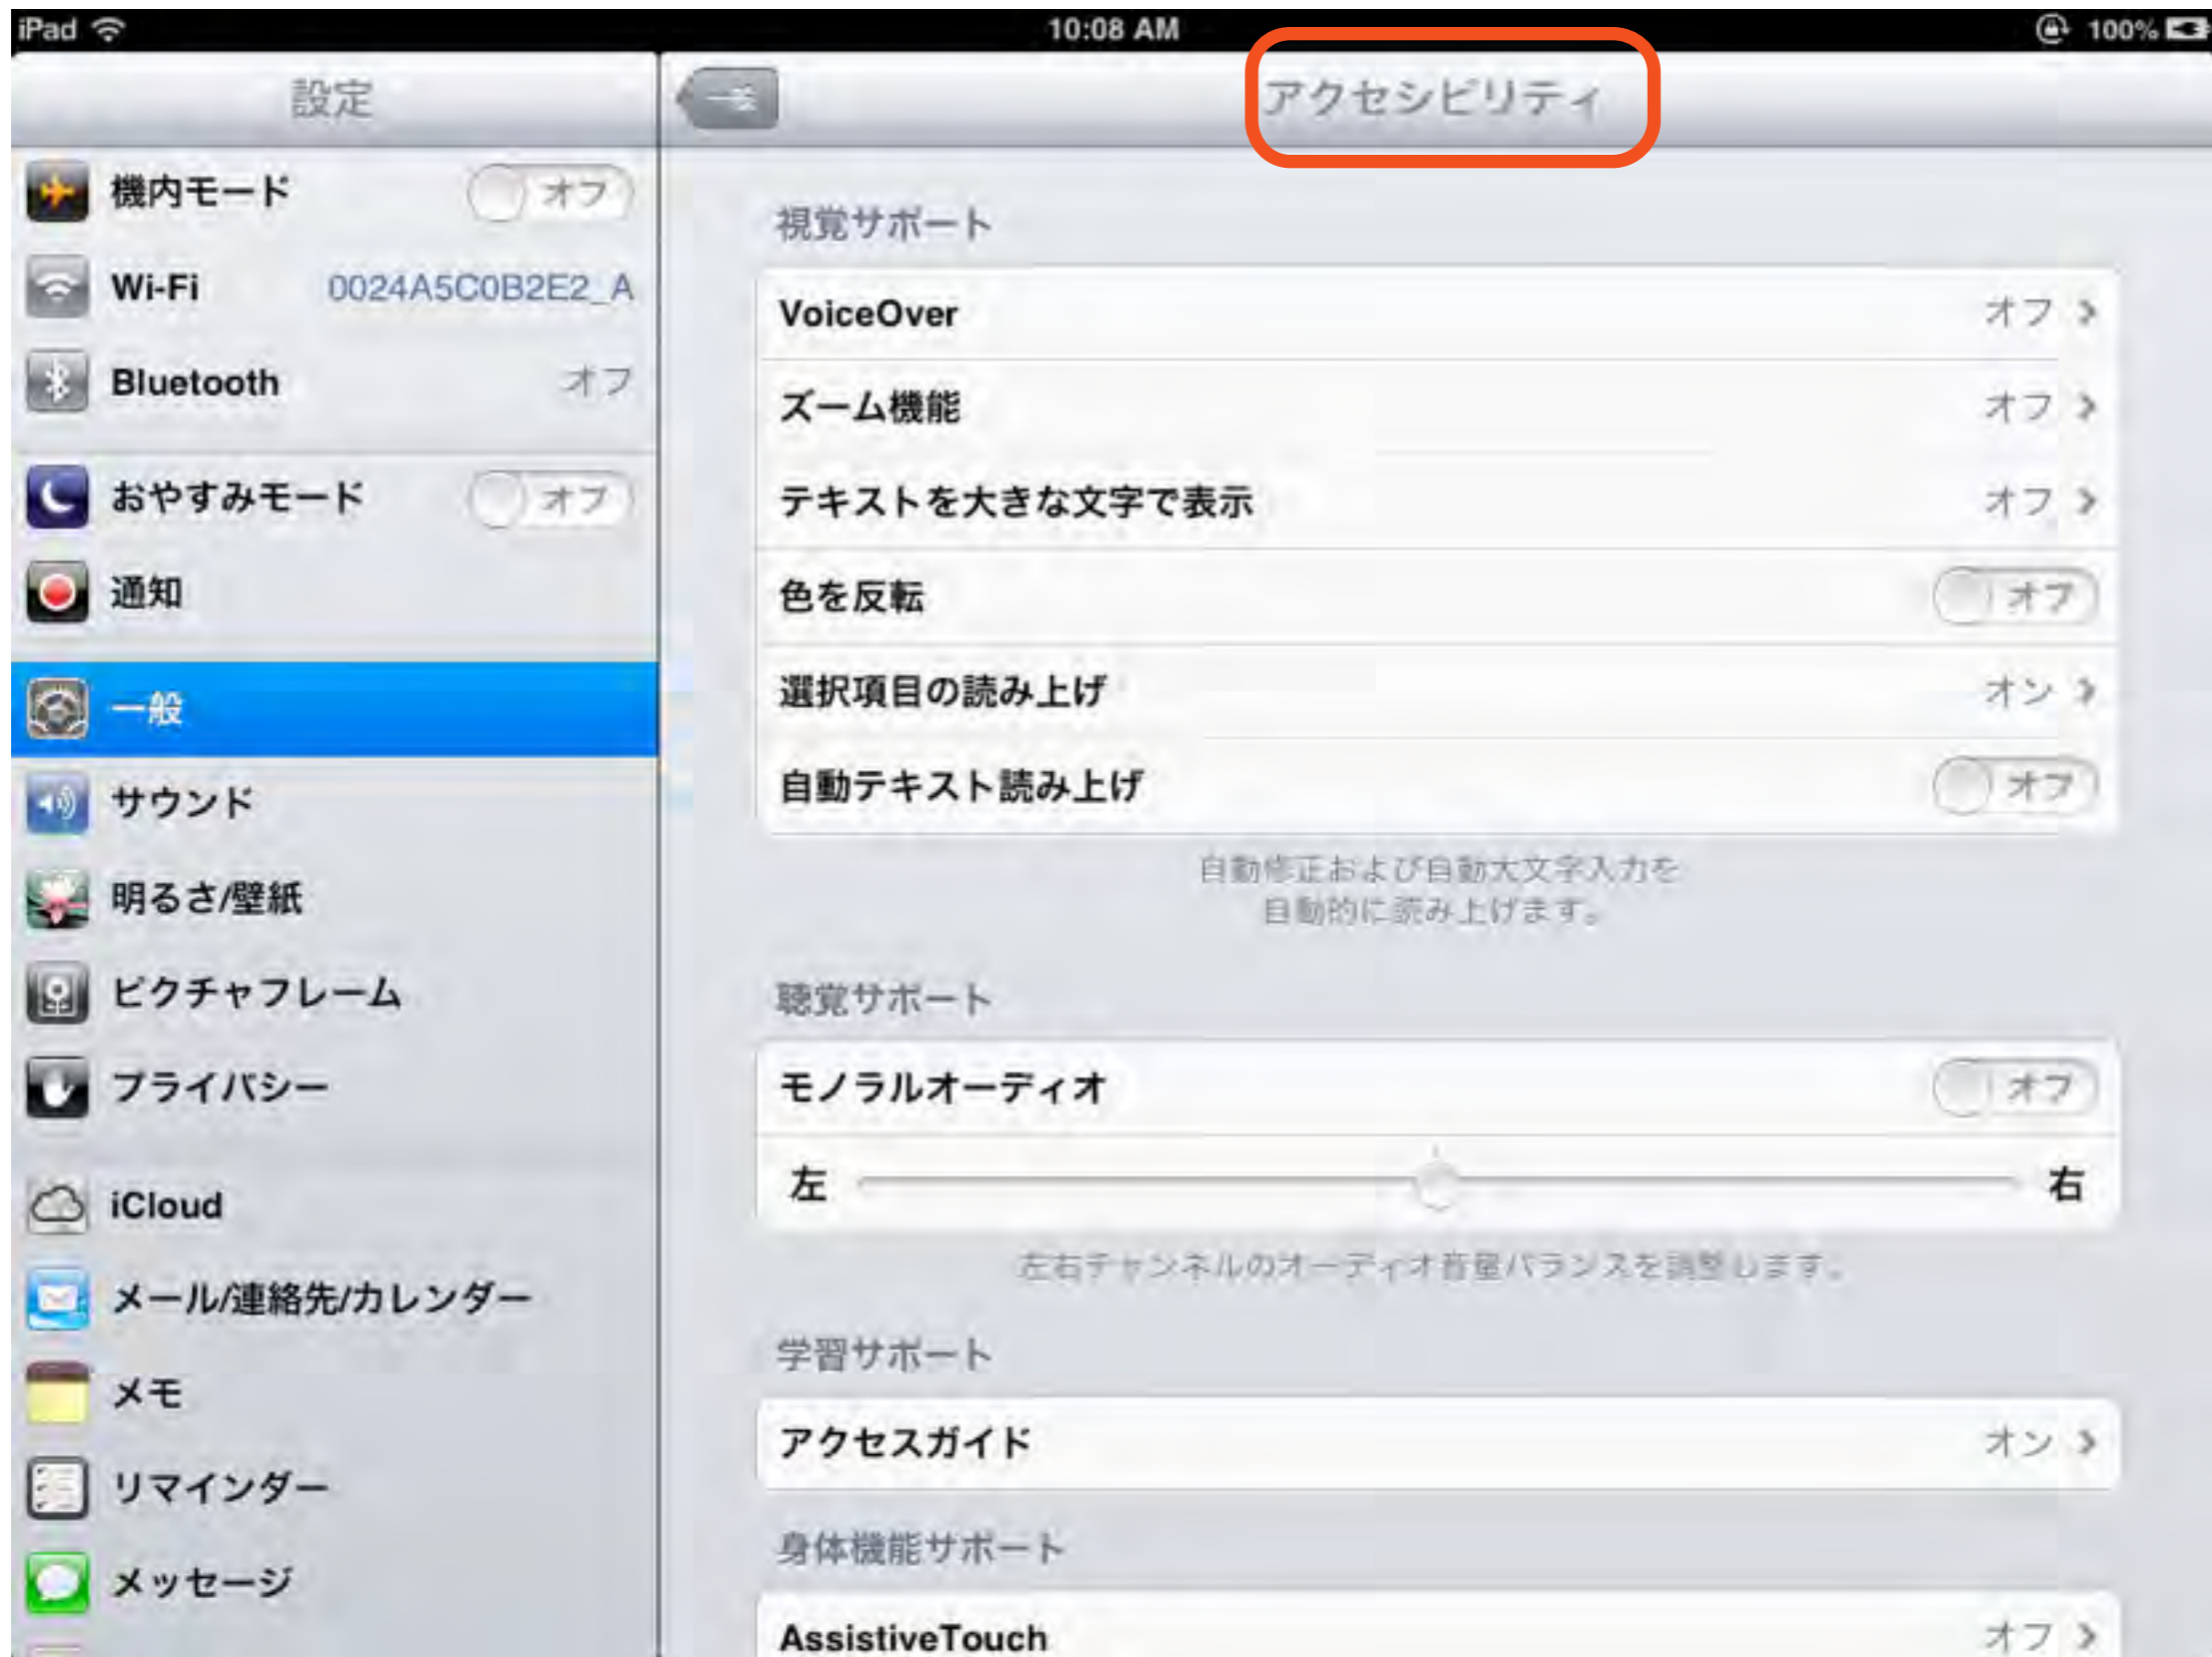 iPad 10:08 AM 100%
設定
機内モード オフ
Wi-Fi 0024A5C0B2E2_A
Bluetooth オフ
おやすみモード オフ
通知
一般
サウンド
明るさ/壁紙
ピクチャフレーム
プライバシー
iCloud
メール/連絡先/カレンダー
メモ
リマインダー
メッセージ
一般 アクセシビリティ
視覚サポート
VoiceOver オフ
ズーム機能 オフ
テキストを大きな文字で表示 オフ
色を反転 オフ
選択項目の読み上げ オン
自動テキスト読み上げ オフ
自動修正および自動大文字入力を
自動的に読み上げます。
聴覚サポート
モノラルオーディオ オフ
左 右
左右チャンネルのオーディオ音量バランスを調整します。
学習サポート
アクセスガイド オン
身体機能サポート
AssistiveTouch オフ